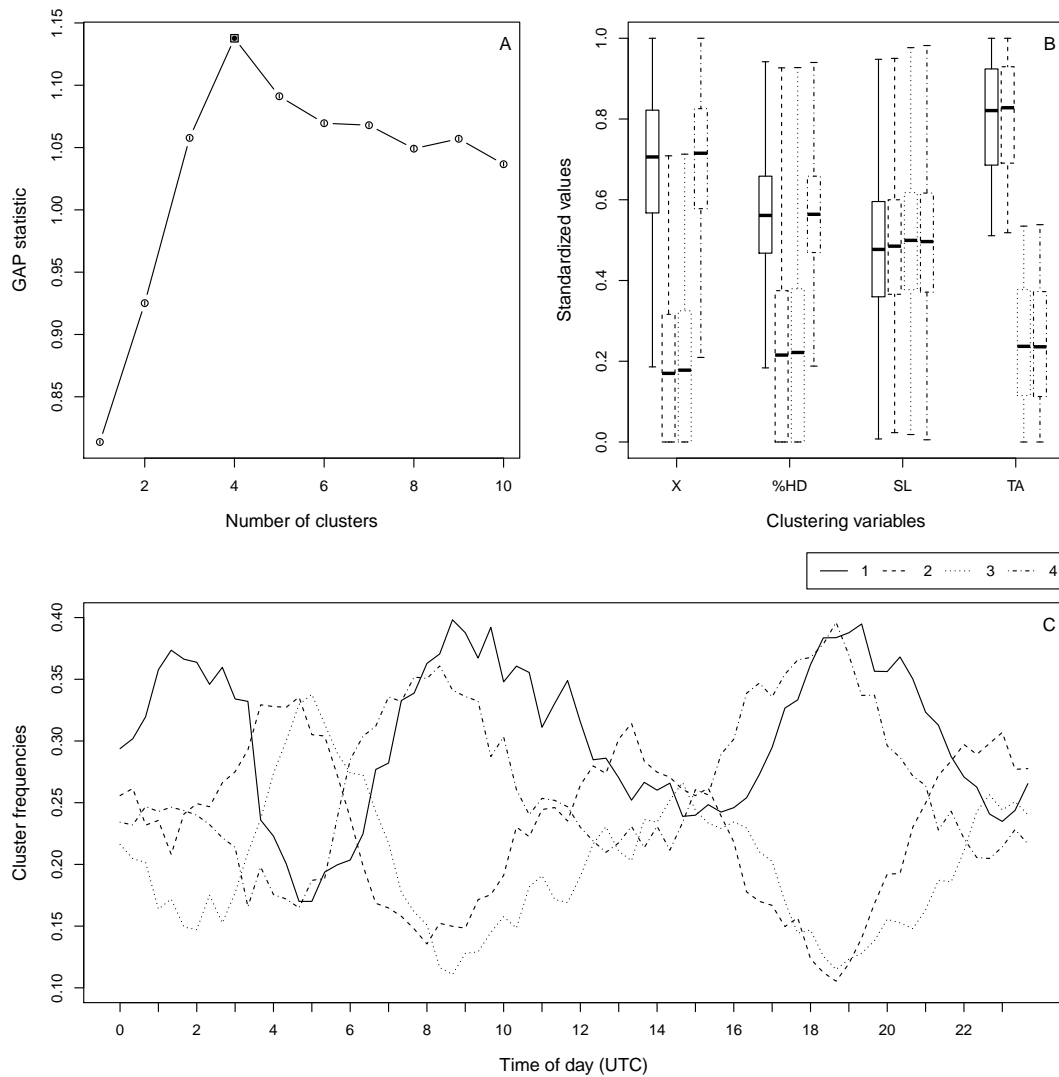 A
GAP statistic
1.15
1.10
1.05
1.00
0.95
0.90
0.85
2 4 6 8 10
Number of clusters
B
Standardized values
1.0
0.8
0.6
0.4
0.2
0.0
X %HD SL TA
Clustering variables
1 2 3 4
C
Cluster frequencies
0.40
0.35
0.30
0.25
0.20
0.15
0.10
0 2 4 6 8 10 12 14 16 18 20 22
Time of day (UTC)